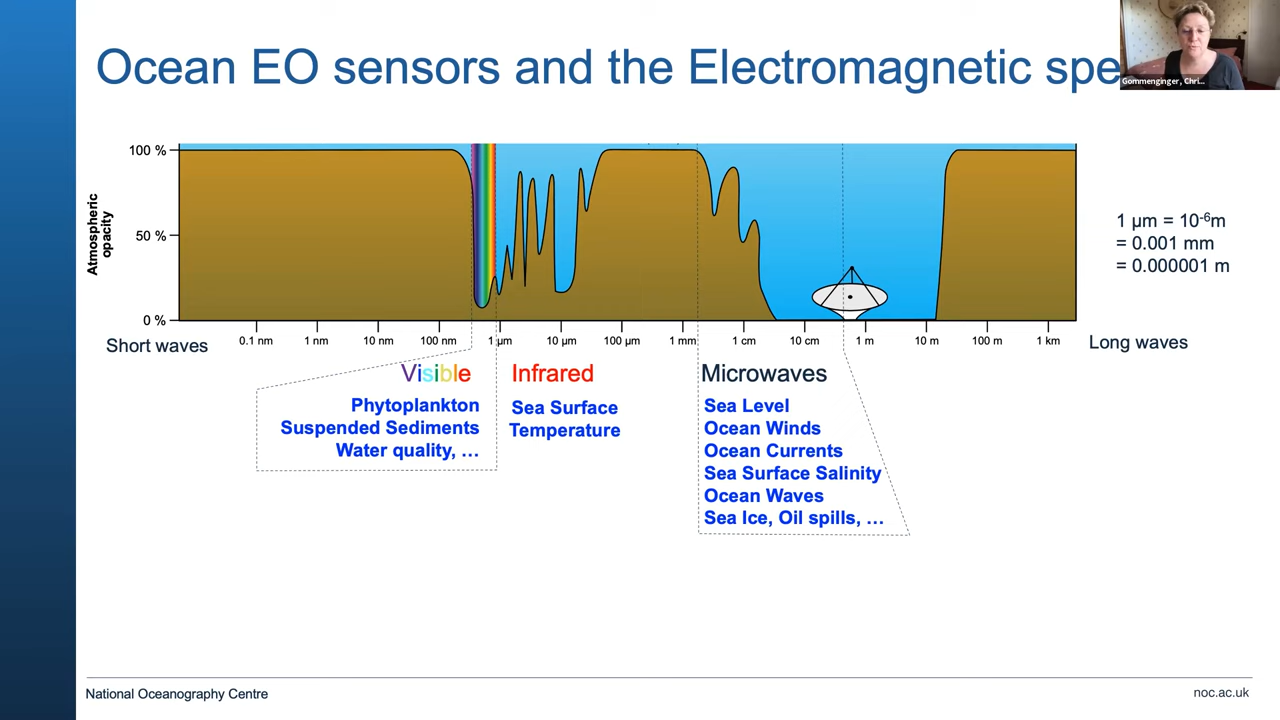 Ocean EO sensors and the Electromagnetic spe
Gommenginger, Chri...
100 %
50 %
0 %
Atmospheric
opacity
1 µm = 10-6m
= 0.001 mm
= 0.000001 m
Short waves
0.1 nm 1 nm 10 nm 100 nm 1 µm 10 µm 100 µm 1 mm 1 cm 10 cm 1 m 10 m 100 m 1 km
Long waves
Visible
Phytoplankton
Suspended Sediments
Water quality, ...
Infrared
Sea Surface
Temperature
Microwaves
Sea Level
Ocean Winds
Ocean Currents
Sea Surface Salinity
Ocean Waves
Sea Ice, Oil spills, ...
National Oceanography Centre
noc.ac.uk